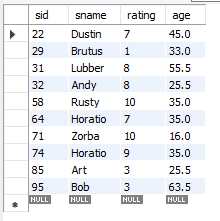 sid sname rating age
22 Dustin 7 45.0
29 Brutus 1 33.0
31 Lubber 8 55.5
32 Andy 8 25.5
58 Rusty 10 35.0
64 Horatio 7 35.0
71 Zorba 10 16.0
74 Horatio 9 35.0
85 Art 3 25.5
95 Bob 3 63.5
NULL NULL NULL NULL